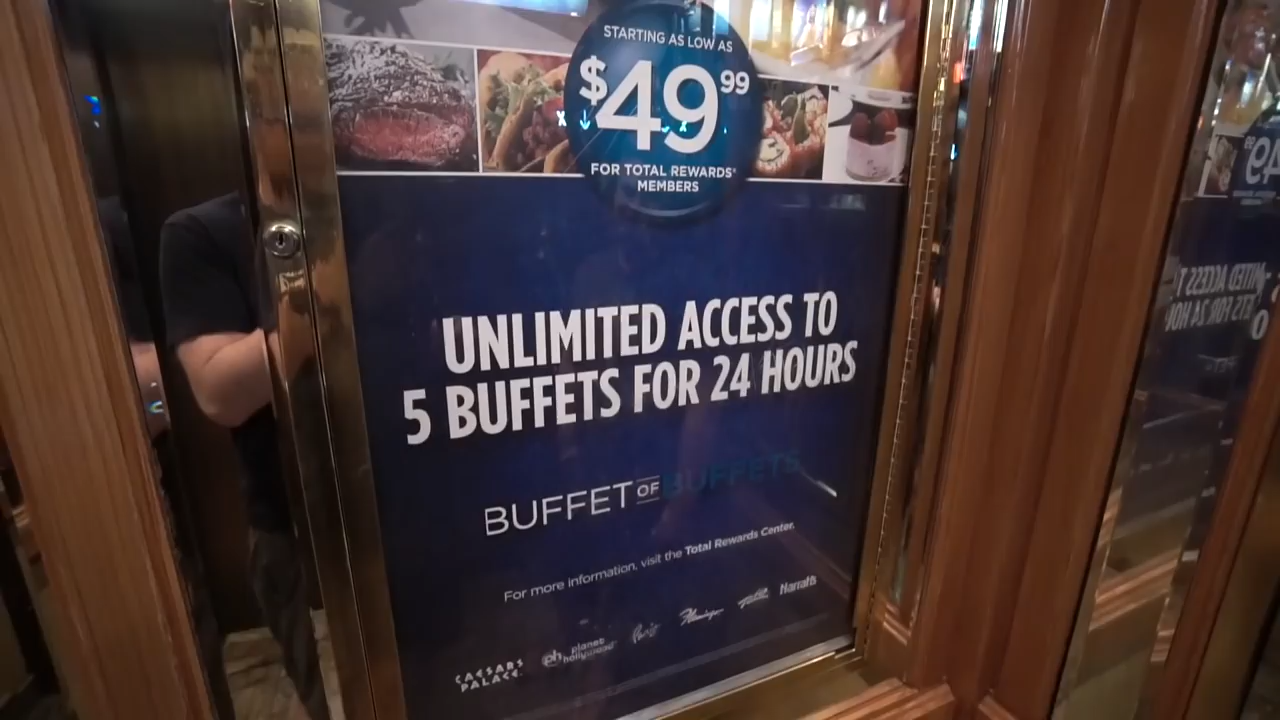 STARTING AS LOW AS
$49.99
FOR TOTAL REWARDS®
MEMBERS
UNLIMITED ACCESS TO
5 BUFFETS FOR 24 HOURS
BUFFET OF BUFFETS
For more information, visit the Total Rewards Center.
CAESARS PALACE
ph planet hollywood
Paris
Flamingo
Harrah's